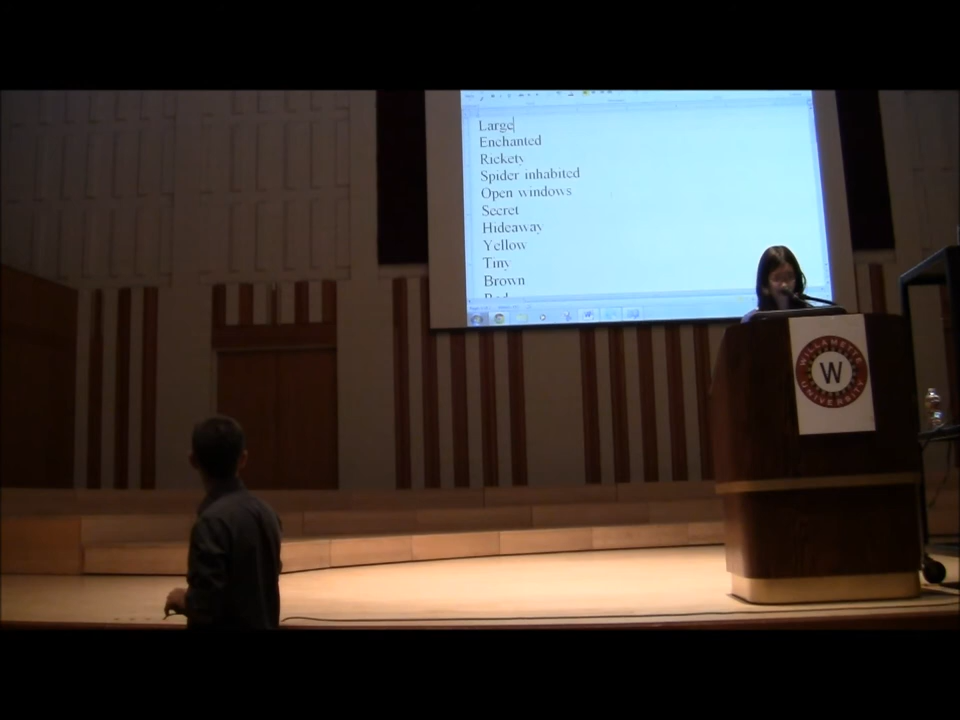 Large
Enchanted
Rickety
Spider inhabited
Open windows
Secret
Hideaway
Yellow
Tiny
Brown
WILLAMETTE
W
UNIVERSITY